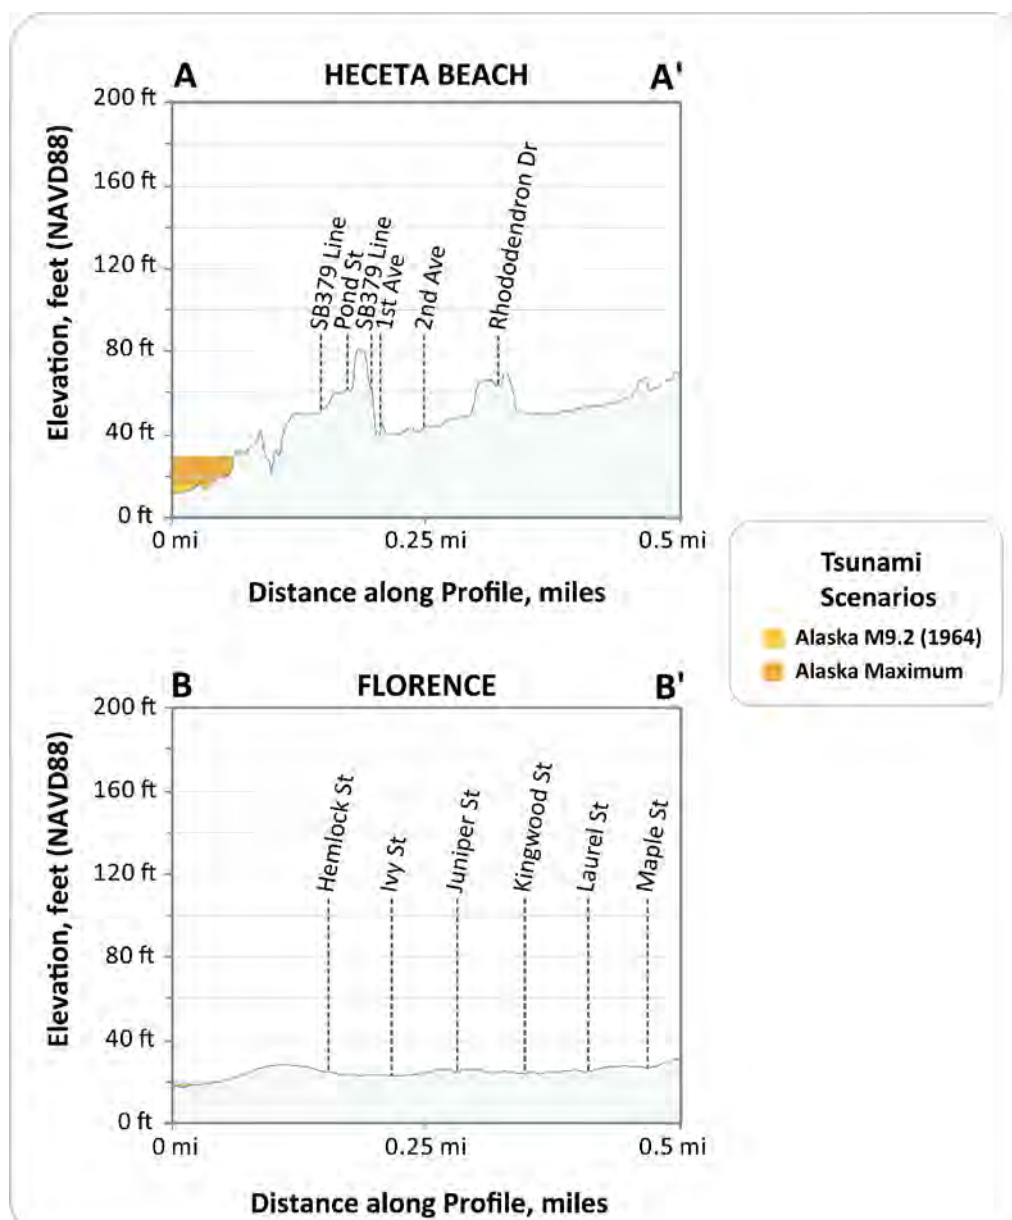 A HECETA BEACH A'
200 ft
160 ft
120 ft
80 ft
40 ft
0 ft
Elevation, feet (NAVD88)
SB379 Line
Pond St
SB379 Line
1st Ave
2nd Ave
Rhododendron Dr
0 mi 0.25 mi 0.5 mi
Distance along Profile, miles
Tsunami
Scenarios
Alaska M9.2 (1964)
Alaska Maximum
B FLORENCE B'
200 ft
160 ft
120 ft
80 ft
40 ft
0 ft
Elevation, feet (NAVD88)
Hemlock St
Ivy St
Juniper St
Kingwood St
Laurel St
Maple St
0 mi 0.25 mi 0.5 mi
Distance along Profile, miles